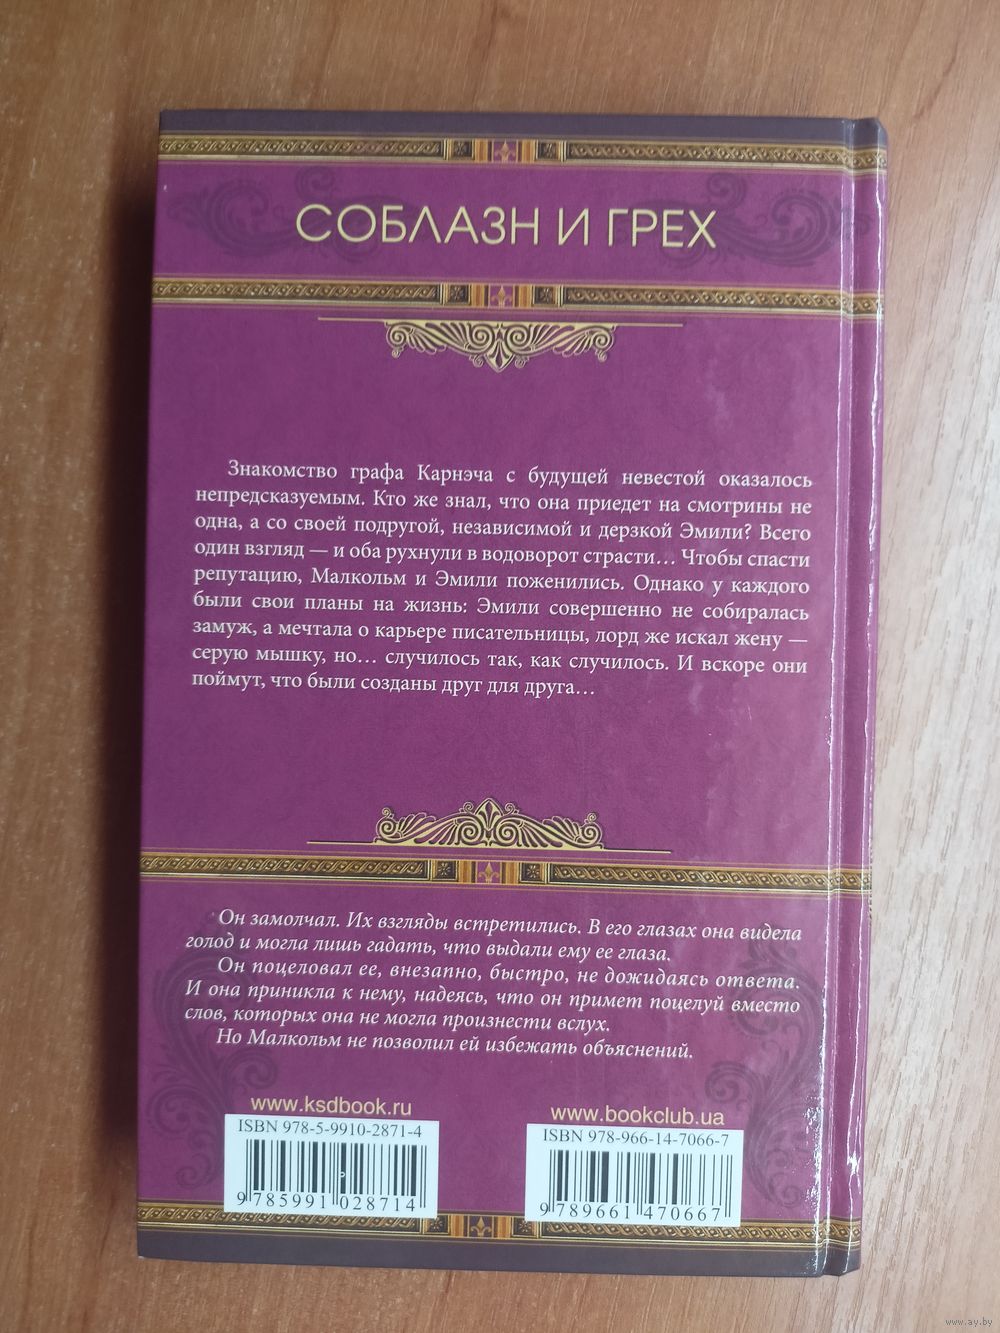 СОБЛАЗН И ГРЕХ
Знакомство графа Карнэча с будущей невестой оказалось
непредсказуемым. Кто же знал, что она приедет на смотрины не
одна, а со своей подругой, независимой и дерзкой Эмили? Всего
один взгляд — и оба рухнули в водоворот страсти… Чтобы спасти
репутацию, Малкольм и Эмили поженились. Однако у каждого
были свои планы на жизнь: Эмили совершенно не собиралась
замуж, а мечтала о карьере писательницы, лорд же искал жену —
серую мышку, но… случилось так, как случилось. И вскоре они
поймут, что были созданы друг для друга…
Он замолчал. Их взгляды встретились. В его глазах она видела
голод и могла лишь гадать, что выдали ему ее глаза.
Он поцеловал ее, внезапно, быстро, не дожидаясь ответа.
И она приникла к нему, надеясь, что он примет поцелуй вместо
слов, которых она не могла произнести вслух.
Но Малкольм не позволил ей избежать объяснений.
www.ksdbook.ru
ISBN 978-5-9910-2871-4
9 785991 028714
www.bookclub.ua
ISBN 978-966-14-7066-7
9 789661 470667
www.ay.by